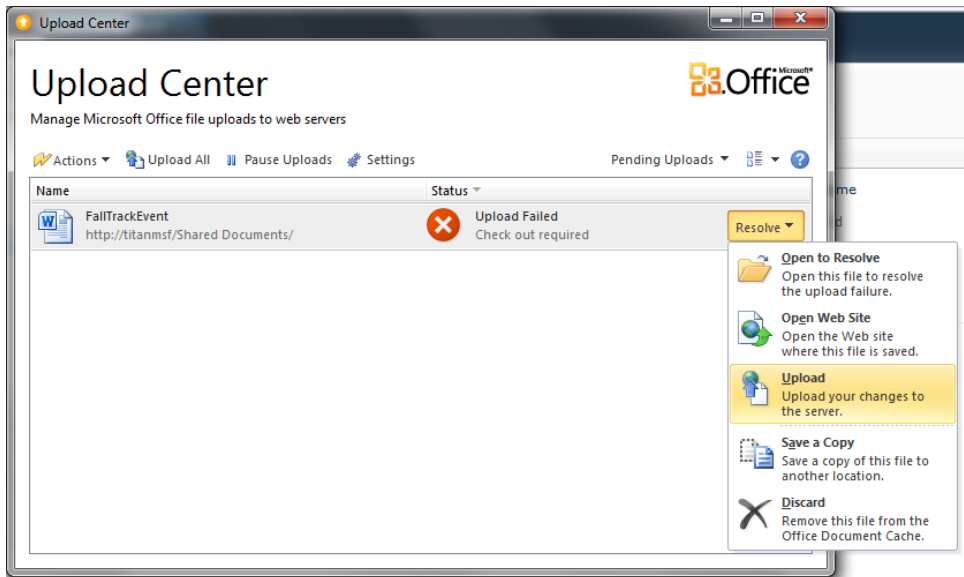 Upload Center
Upload Center
Microsoft®
Office
Manage Microsoft Office file uploads to web servers
Actions Upload All Pause Uploads Settings Pending Uploads ?
Name Status
me
FallTrackEvent Upload Failed
http://titanmsf/Shared Documents/ Check out required
Resolve
d
Open to Resolve
Open this file to resolve
the upload failure.
Open Web Site
Open the Web site
where this file is saved.
Upload
Upload your changes to
the server.
Save a Copy
Save a copy of this file to
another location.
Discard
Remove this file from the
Office Document Cache.